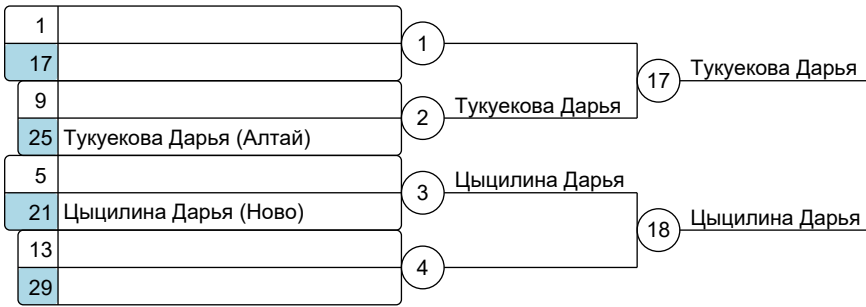 1
17
1
9
25 Тукуекова Дарья (Алтай)
2 Тукуекова Дарья
17 Тукуекова Дарья
5
21 Цыцилина Дарья (Ново)
3 Цыцилина Дарья
13
29
4
18 Цыцилина Дарья